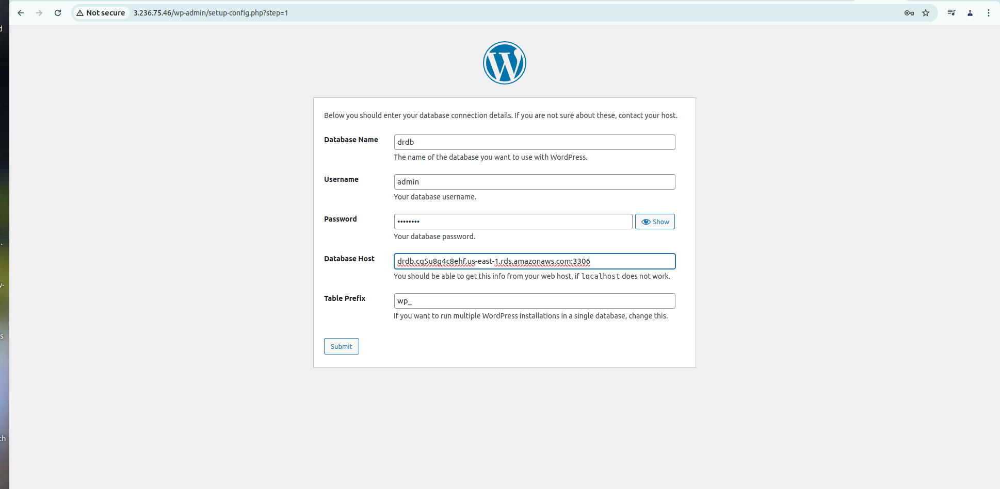 Not secure 3.236.75.46/wp-admin/setup-config.php?step=1
Below you should enter your database connection details. If you are not sure about these, contact your host.
Database Name drdb
The name of the database you want to use with WordPress.
Username admin
Your database username.
Password •••••••• Show
Your database password.
Database Host drdb.cq5u8g4c8ehf.us-east-1.rds.amazonaws.com:3306
You should be able to get this info from your web host, if localhost does not work.
Table Prefix wp_
If you want to run multiple WordPress installations in a single database, change this.
Submit